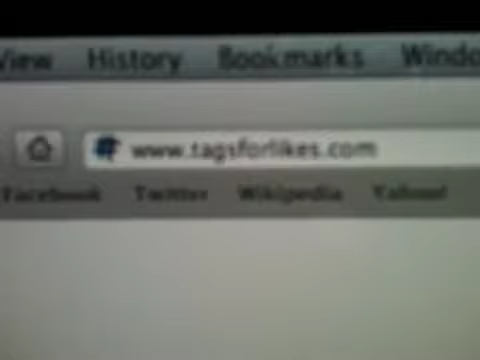 View History Bookmarks Windo
www.tagsforlikes.com
Facebook Twitter Wikipedia Yahoo!